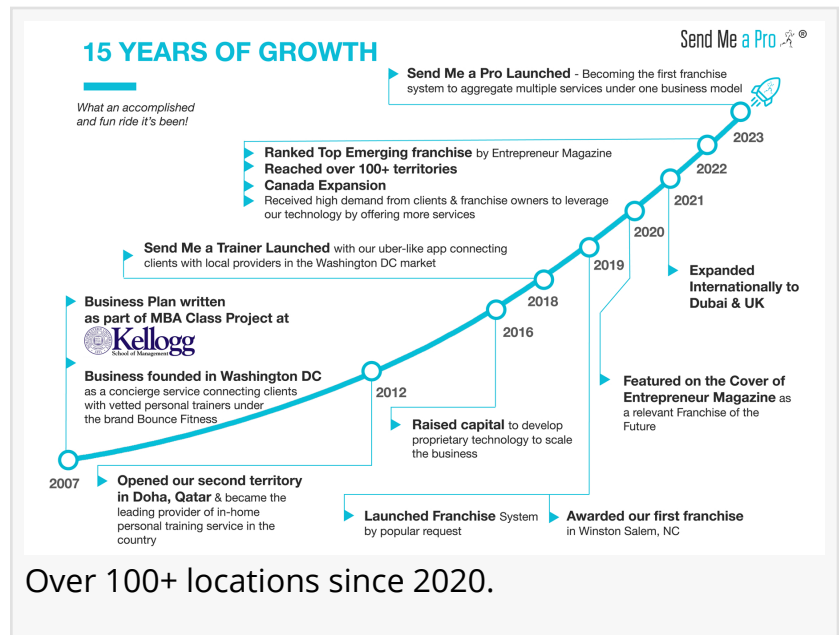 15 YEARS OF GROWTH
Send Me a Pro ®
What an accomplished
and fun ride it's been!
Send Me a Pro Launched - Becoming the first franchise
system to aggregate multiple services under one business model
2023
Ranked Top Emerging franchise by Entrepreneur Magazine
Reached over 100+ territories
Canada Expansion
Received high demand from clients & franchise owners to leverage
our technology by offering more services
2022
2021
2020
Send Me a Trainer Launched with our uber-like app connecting
clients with local providers in the Washington DC market
2019
Expanded
Internationally to
Dubai & UK
2018
Business Plan written
as part of MBA Class Project at
Kellogg
School of Management
2016
Business founded in Washington DC
as a concierge service connecting clients
with vetted personal trainers under
the brand Bounce Fitness
2012
Featured on the Cover of
Entrepreneur Magazine as
a relevant Franchise of the
Future
Raised capital to develop
proprietary technology to scale
the business
2007
Opened our second territory
in Doha, Qatar & became the
leading provider of in-home
personal training service in the
country
Launched Franchise System
by popular request
Awarded our first franchise
in Winston Salem, NC
Over 100+ locations since 2020.